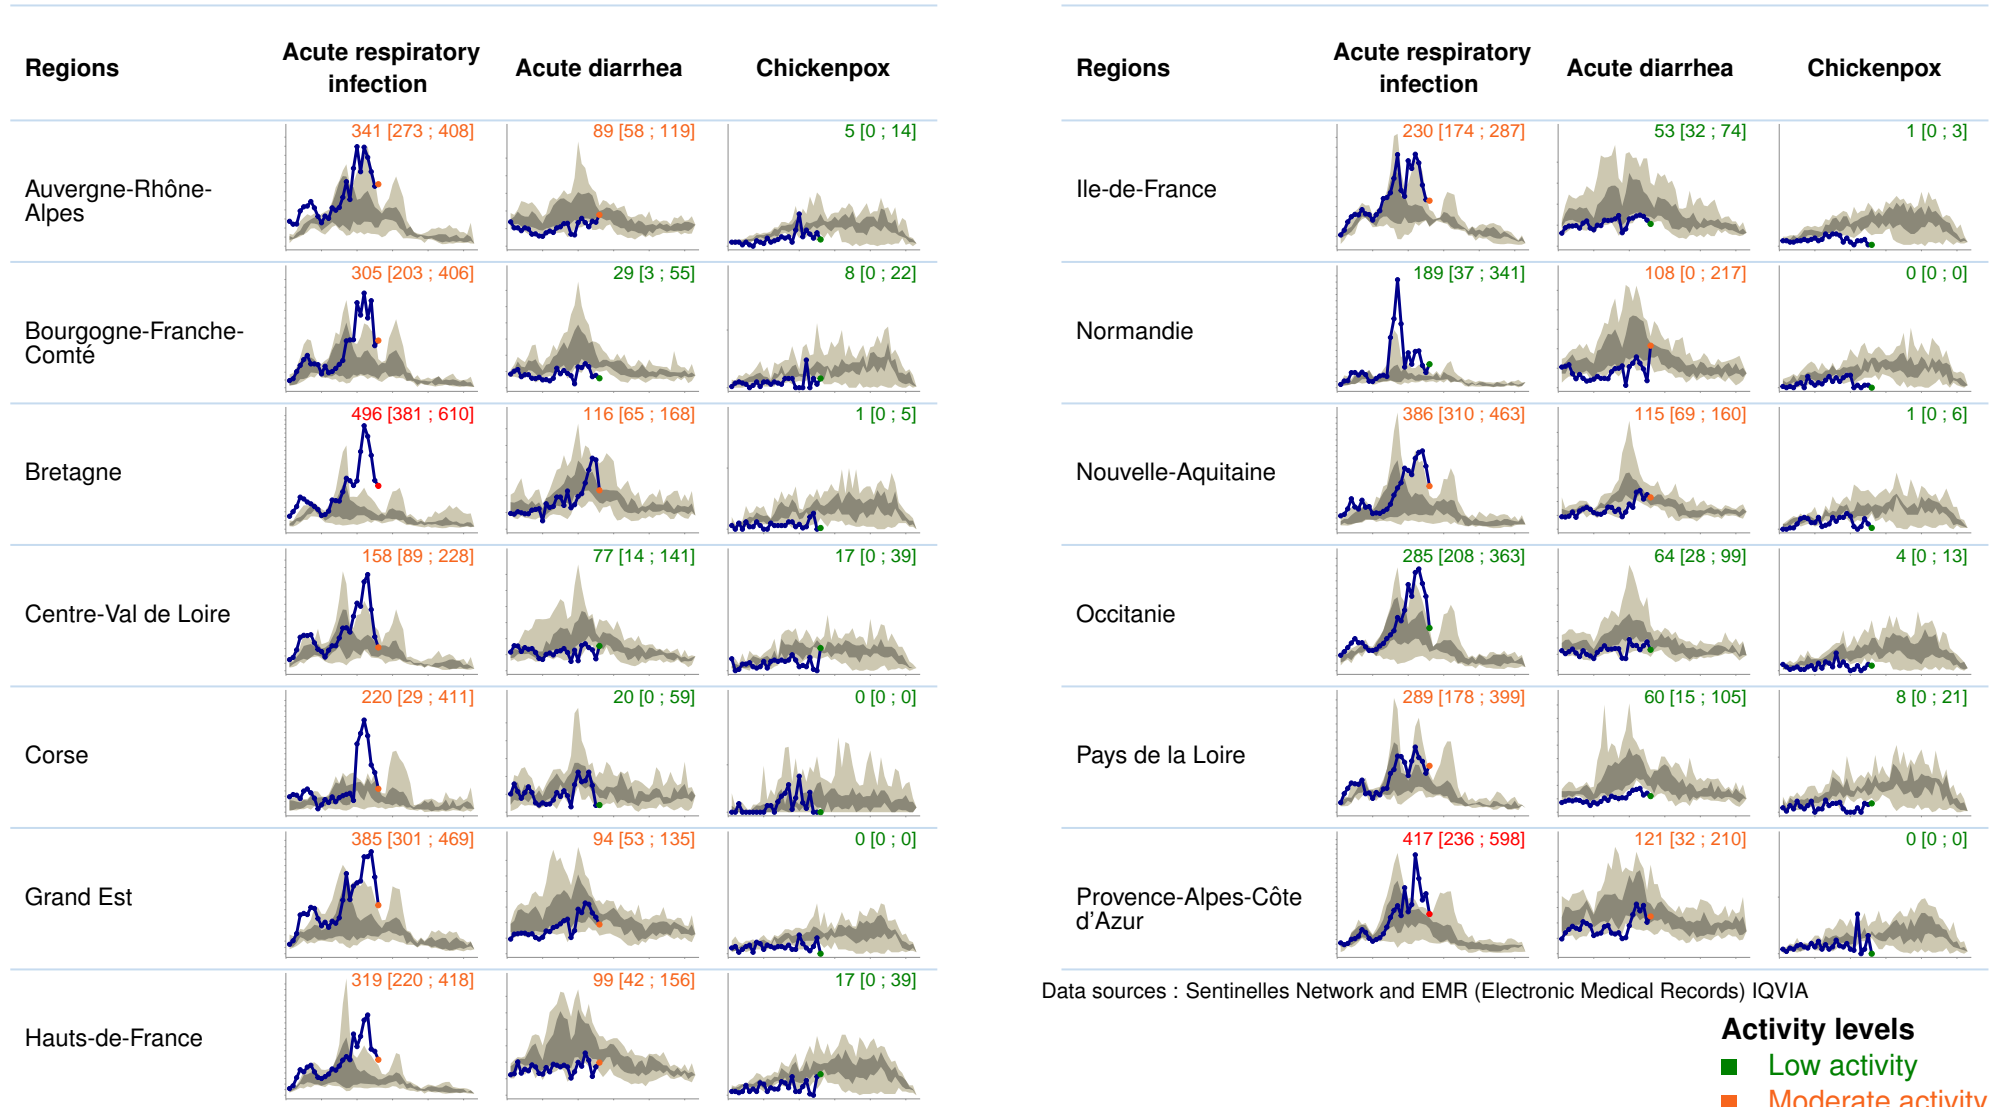 Regions
Acute respiratory
infection
Acute diarrhea
Chickenpox
Auvergne-Rhône-
Alpes
341 [273 ; 408]
89 [58 ; 119]
5 [0 ; 14]
Bourgogne-Franche-
Comté
305 [203 ; 406]
29 [3 ; 55]
8 [0 ; 22]
Bretagne
496 [381 ; 610]
116 [65 ; 168]
1 [0 ; 5]
Centre-Val de Loire
158 [89 ; 228]
77 [14 ; 141]
17 [0 ; 39]
Corse
220 [29 ; 411]
20 [0 ; 59]
0 [0 ; 0]
Grand Est
385 [301 ; 469]
94 [53 ; 135]
0 [0 ; 0]
Hauts-de-France
319 [220 ; 418]
99 [42 ; 156]
17 [0 ; 39]
Regions
Acute respiratory
infection
Acute diarrhea
Chickenpox
Ile-de-France
230 [174 ; 287]
53 [32 ; 74]
1 [0 ; 3]
Normandie
189 [37 ; 341]
108 [0 ; 217]
0 [0 ; 0]
Nouvelle-Aquitaine
386 [310 ; 463]
115 [69 ; 160]
1 [0 ; 6]
Occitanie
285 [208 ; 363]
64 [28 ; 99]
4 [0 ; 13]
Pays de la Loire
289 [178 ; 399]
60 [15 ; 105]
8 [0 ; 21]
Provence-Alpes-Côte
d'Azur
417 [236 ; 598]
121 [32 ; 210]
0 [0 ; 0]
Data sources : Sentinelles Network and EMR (Electronic Medical Records) IQVIA
Activity levels
Low activity
Moderate activity